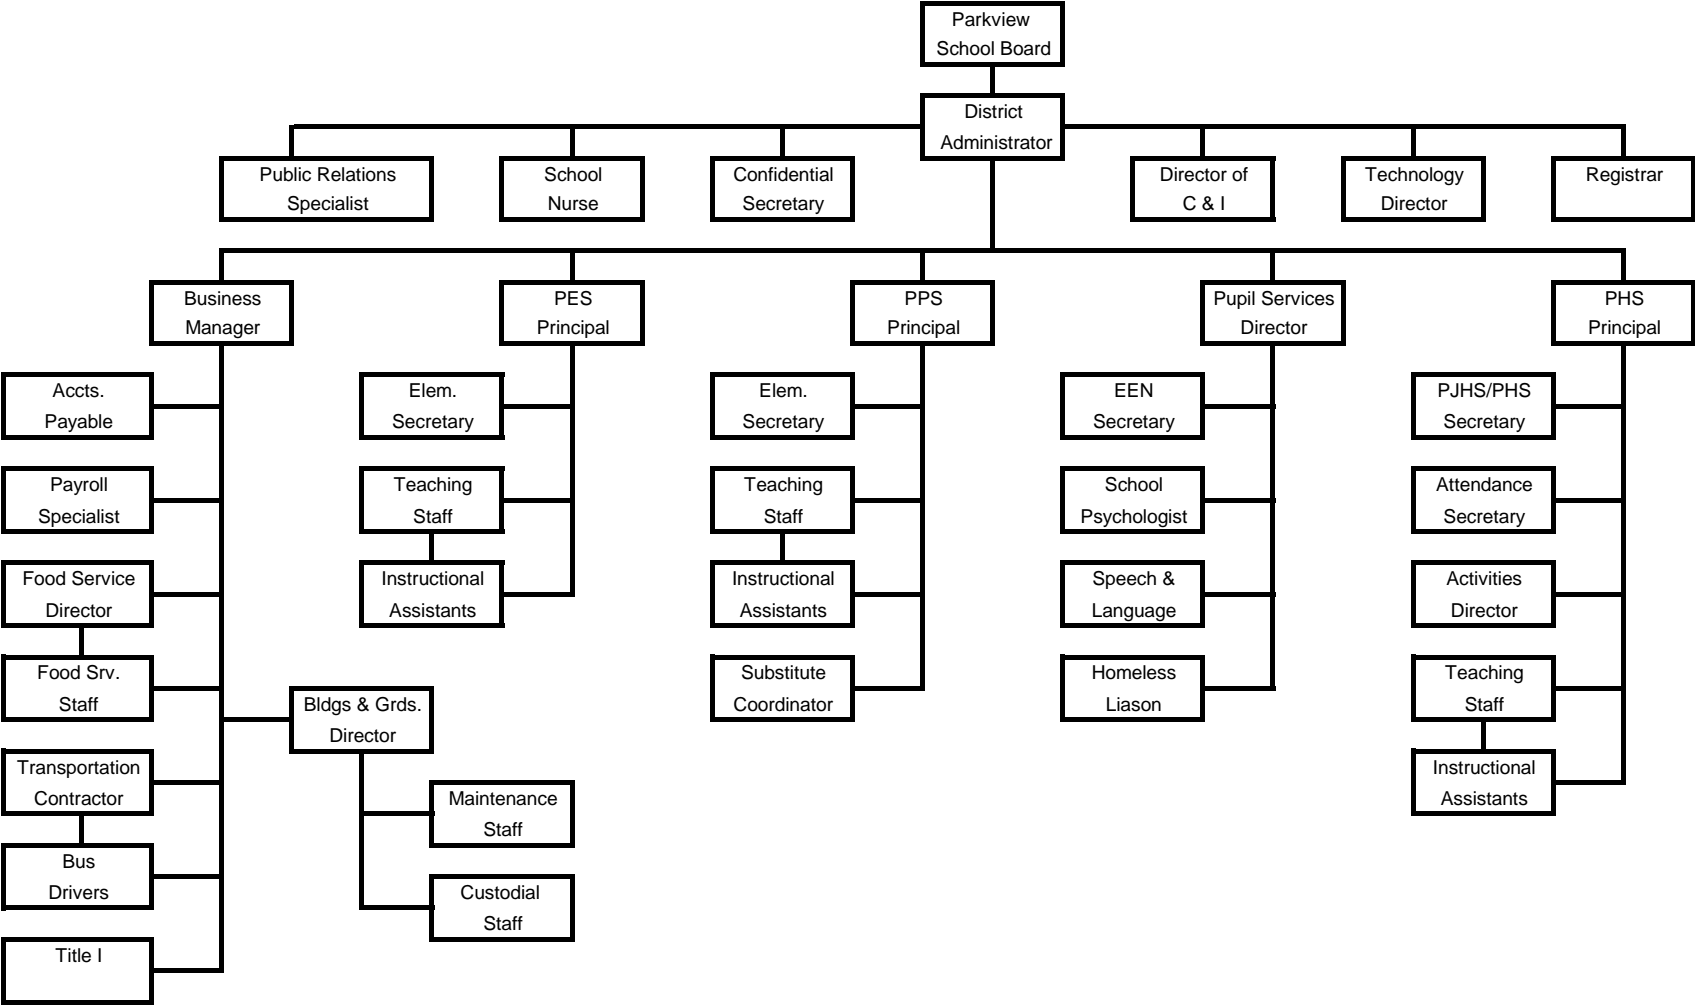 Parkview
School Board
District
Administrator
Public Relations
Specialist
School
Nurse
Confidential
Secretary
Director of
C & I
Technology
Director
Registrar
Business
Manager
PES
Principal
PPS
Principal
Pupil Services
Director
PHS
Principal
Accts.
Payable
Payroll
Specialist
Food Service
Director
Food Srv.
Staff
Transportation
Contractor
Bus
Drivers
Title I
Bldgs & Grds.
Director
Maintenance
Staff
Custodial
Staff
Elem.
Secretary
Teaching
Staff
Instructional
Assistants
Elem.
Secretary
Teaching
Staff
Instructional
Assistants
Substitute
Coordinator
EEN
Secretary
School
Psychologist
Speech &
Language
Homeless
Liason
PJHS/PHS
Secretary
Attendance
Secretary
Activities
Director
Teaching
Staff
Instructional
Assistants